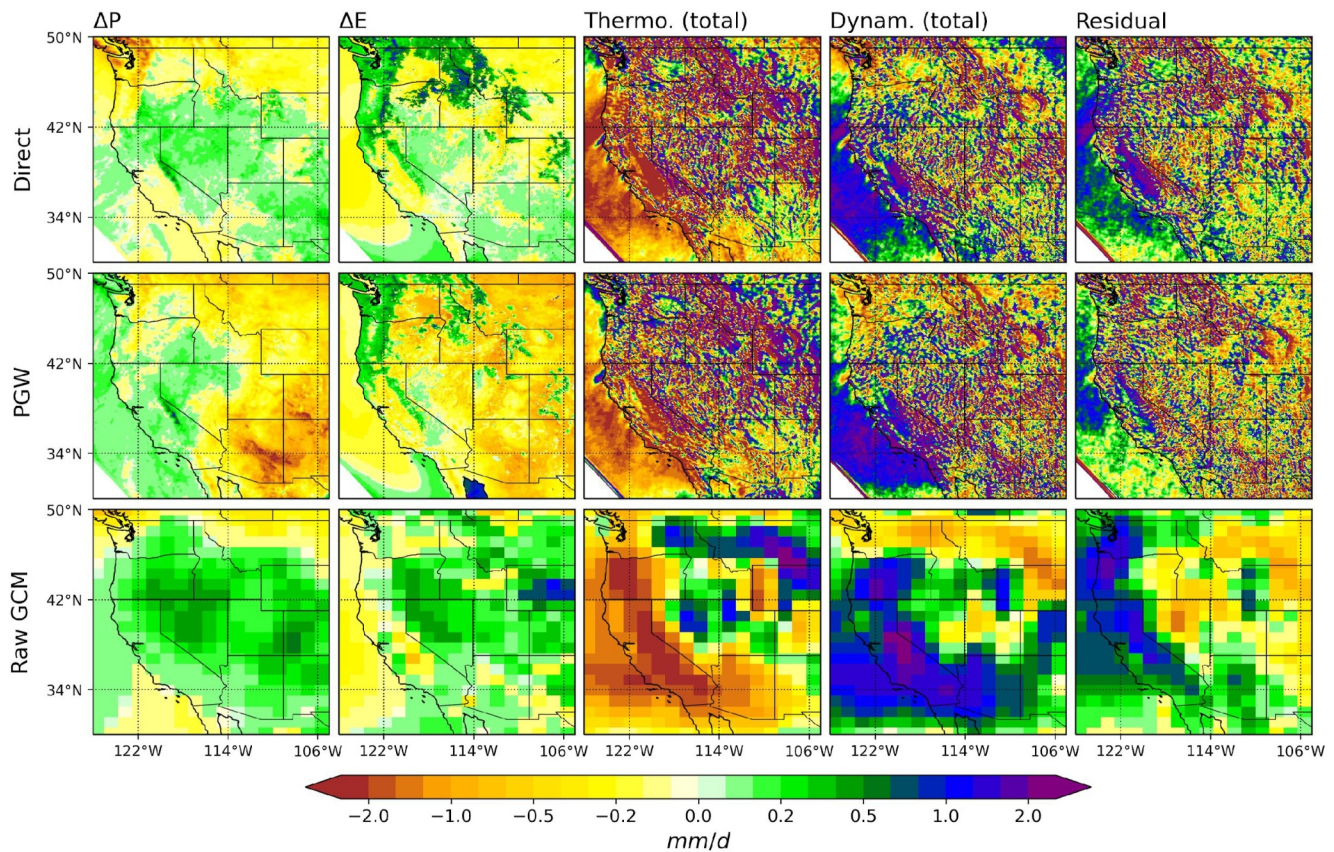 ΔP ΔE Thermo. (total) Dynam. (total) Residual
50°N
Direct
42°N
34°N
50°N
PGW
42°N
34°N
50°N
Raw GCM
42°N
34°N
122°W 114°W 106°W 122°W 114°W 106°W 122°W 114°W 106°W 122°W 114°W 106°W 122°W 114°W 106°W
−2.0 −1.0 −0.5 −0.2 0.0 0.2 0.5 1.0 2.0
mm/d